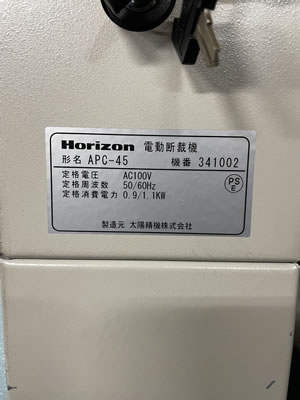 Horizon 電動断裁機
形名 APC-45 機番 341002
定格電圧 AC100V
定格周波数 50/60Hz
定格消費電力 0.9/1.1KW
PS
E
製造元 太陽精機株式会社